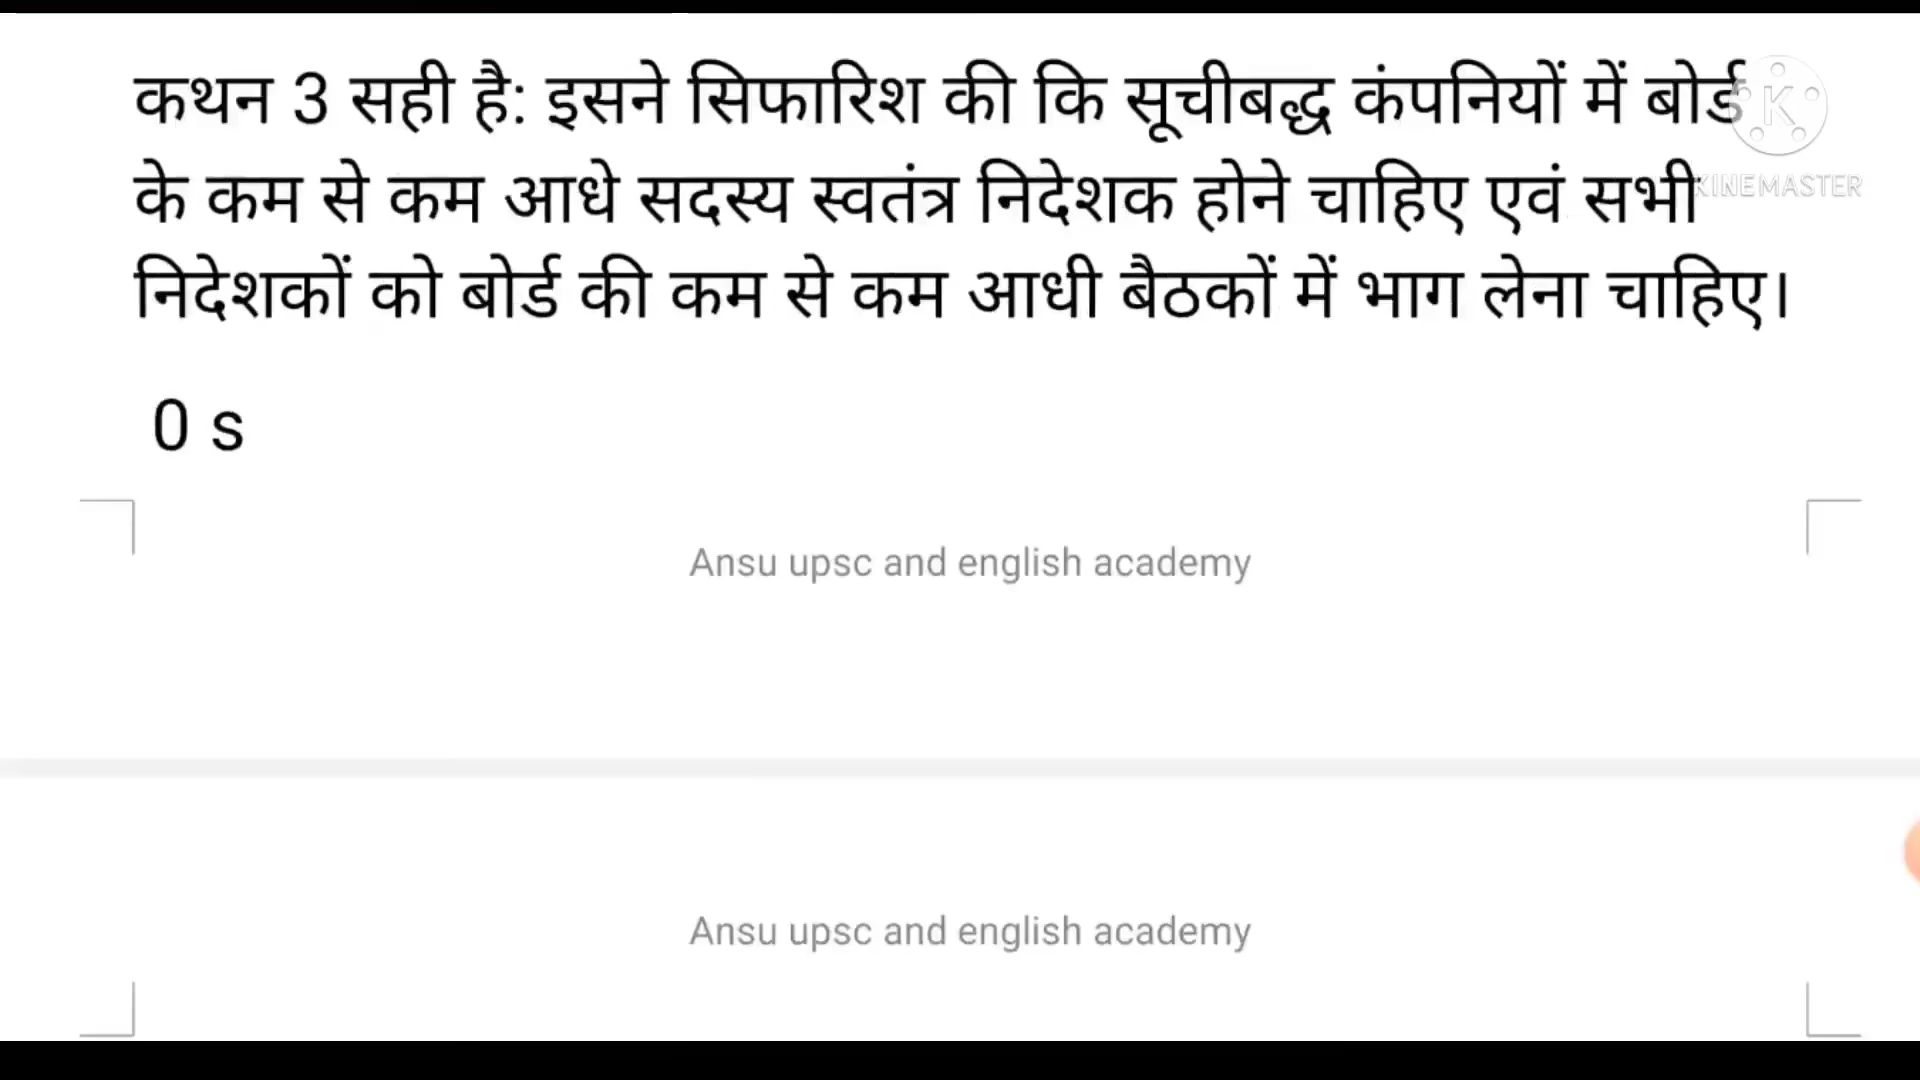 कथन 3 सही है: इसने सिफारिश की कि सूचीबद्ध कंपनियों में बोर्ड
के कम से कम आधे सदस्य स्वतंत्र निदेशक होने चाहिए एवं सभी
निदेशकों को बोर्ड की कम से कम आधी बैठकों में भाग लेना चाहिए।
K
KINEMASTER
0 s
Ansu upsc and english academy
Ansu upsc and english academy